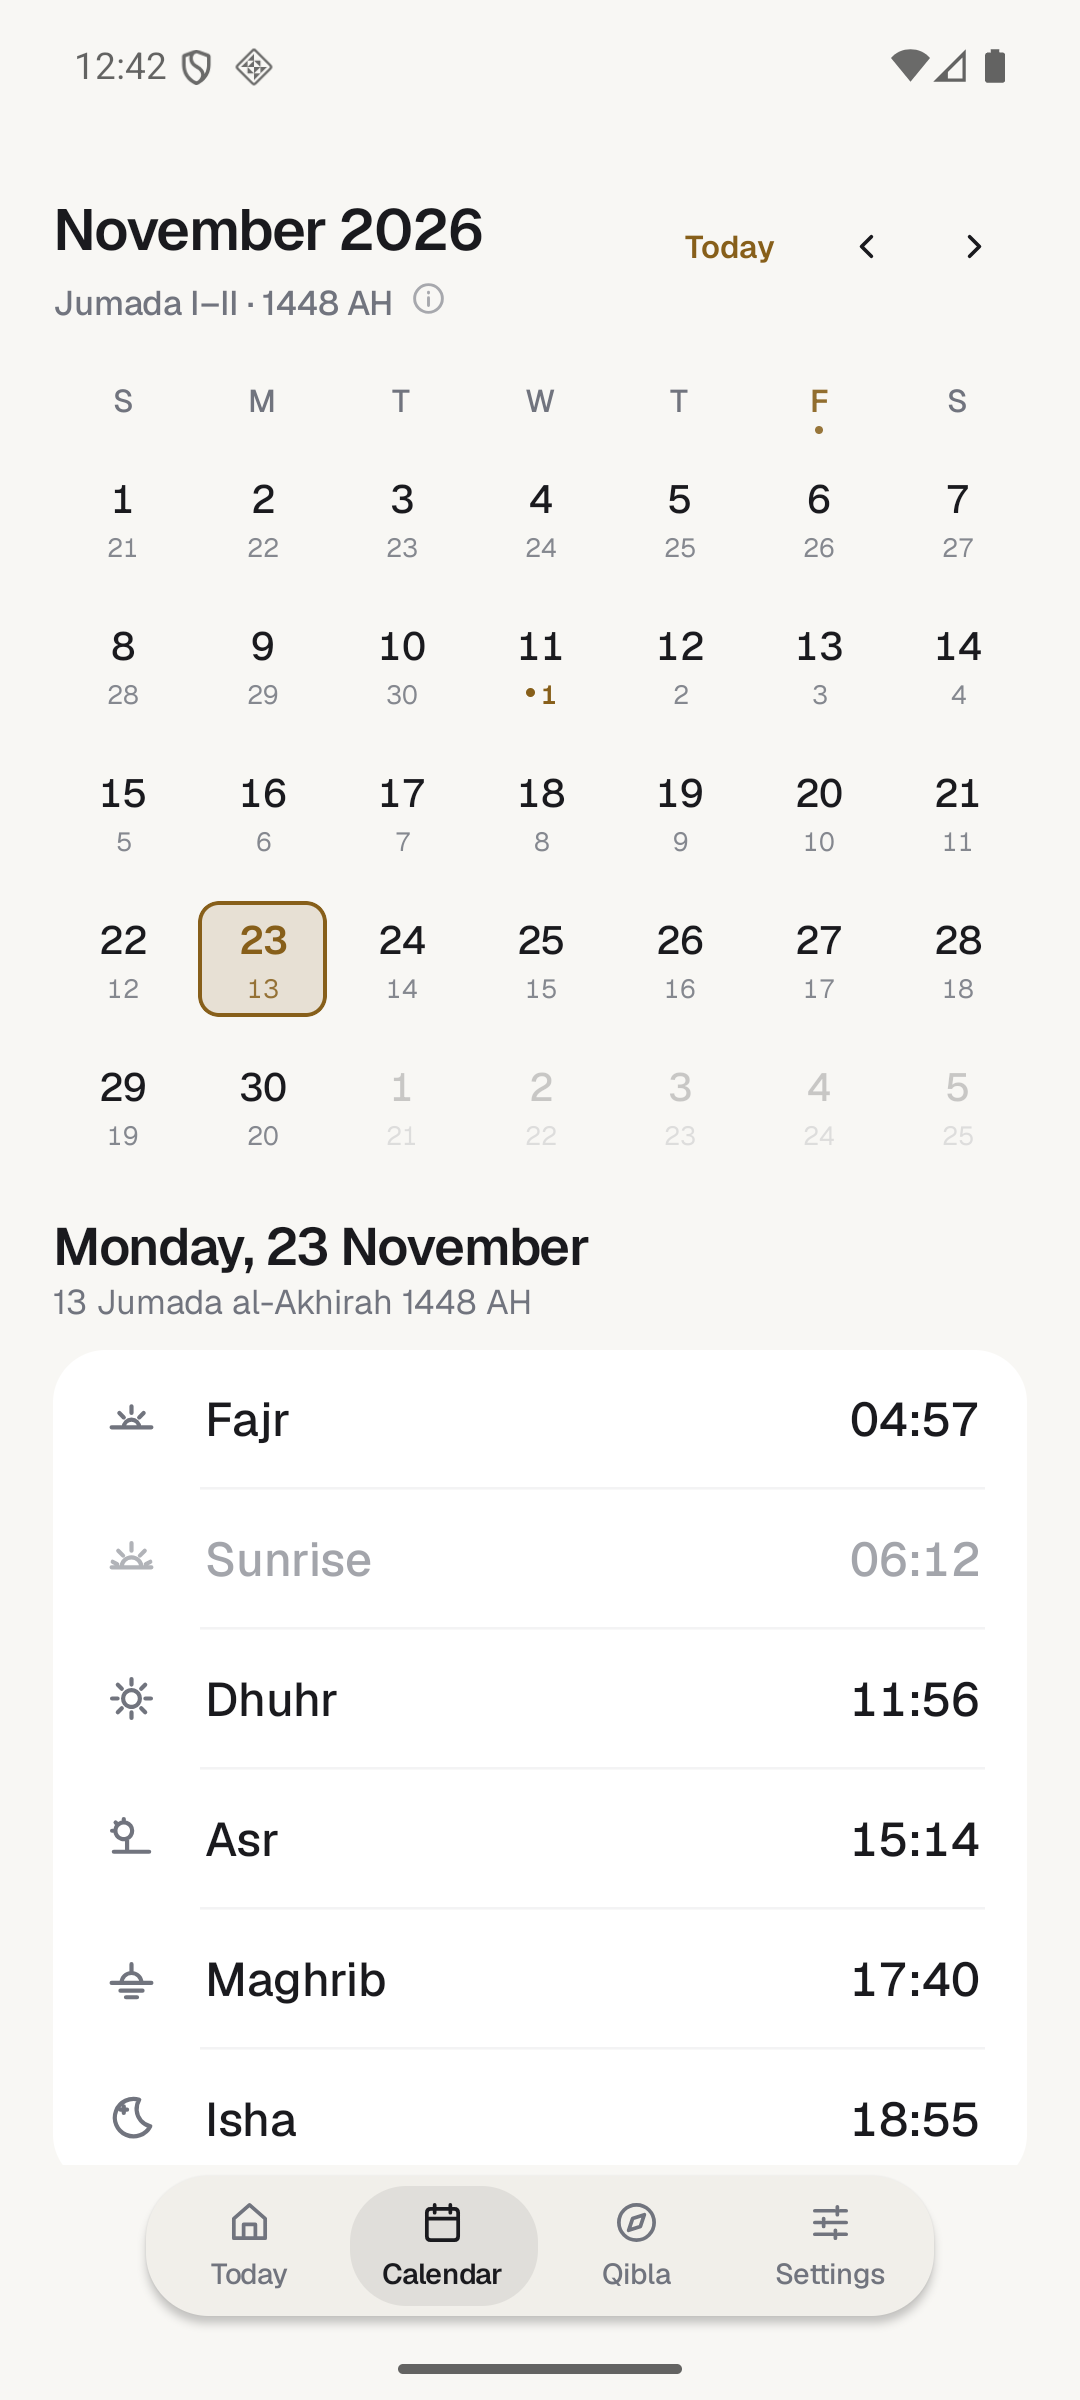 12:42
November 2026
Today
Jumada I–II · 1448 AH
S M T W T F S
1 2 3 4 5 6 7
21 22 23 24 25 26 27
8 9 10 11 12 13 14
28 29 30 •1 2 3 4
15 16 17 18 19 20 21
5 6 7 8 9 10 11
22 23 24 25 26 27 28
12 13 14 15 16 17 18
29 30 1 2 3 4 5
19 20 21 22 23 24 25
Monday, 23 November
13 Jumada al-Akhirah 1448 AH
Fajr 04:57
Sunrise 06:12
Dhuhr 11:56
Asr 15:14
Maghrib 17:40
Isha 18:55
Today Calendar Qibla Settings